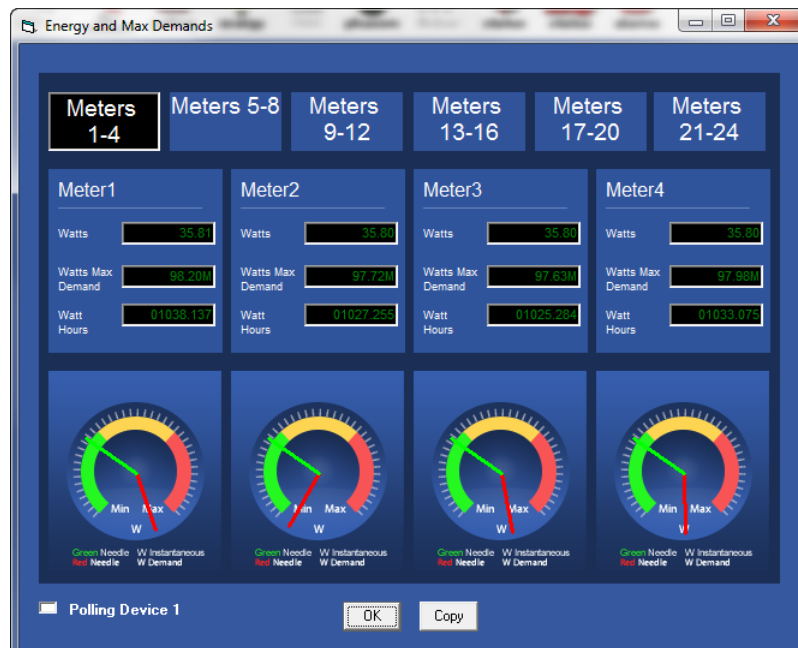 Energy and Max Demands
Meters 1-4
Meters 5-8
Meters 9-12
Meters 13-16
Meters 17-20
Meters 21-24
Meter1
Watts 35.81
Watts Max Demand 98.20M
Watt Hours 01038.137
Meter2
Watts 35.80
Watts Max Demand 97.72M
Watt Hours 01027.255
Meter3
Watts 35.80
Watts Max Demand 97.63M
Watt Hours 01025.284
Meter4
Watts 35.80
Watts Max Demand 97.98M
Watt Hours 01033.075
Min Max
W
Green Needle W Instantaneous
Red Needle W Demand
Min Max
W
Green Needle W Instantaneous
Red Needle W Demand
Min Max
W
Green Needle W Instantaneous
Red Needle W Demand
Min Max
W
Green Needle W Instantaneous
Red Needle W Demand
Polling Device 1
OK
Copy